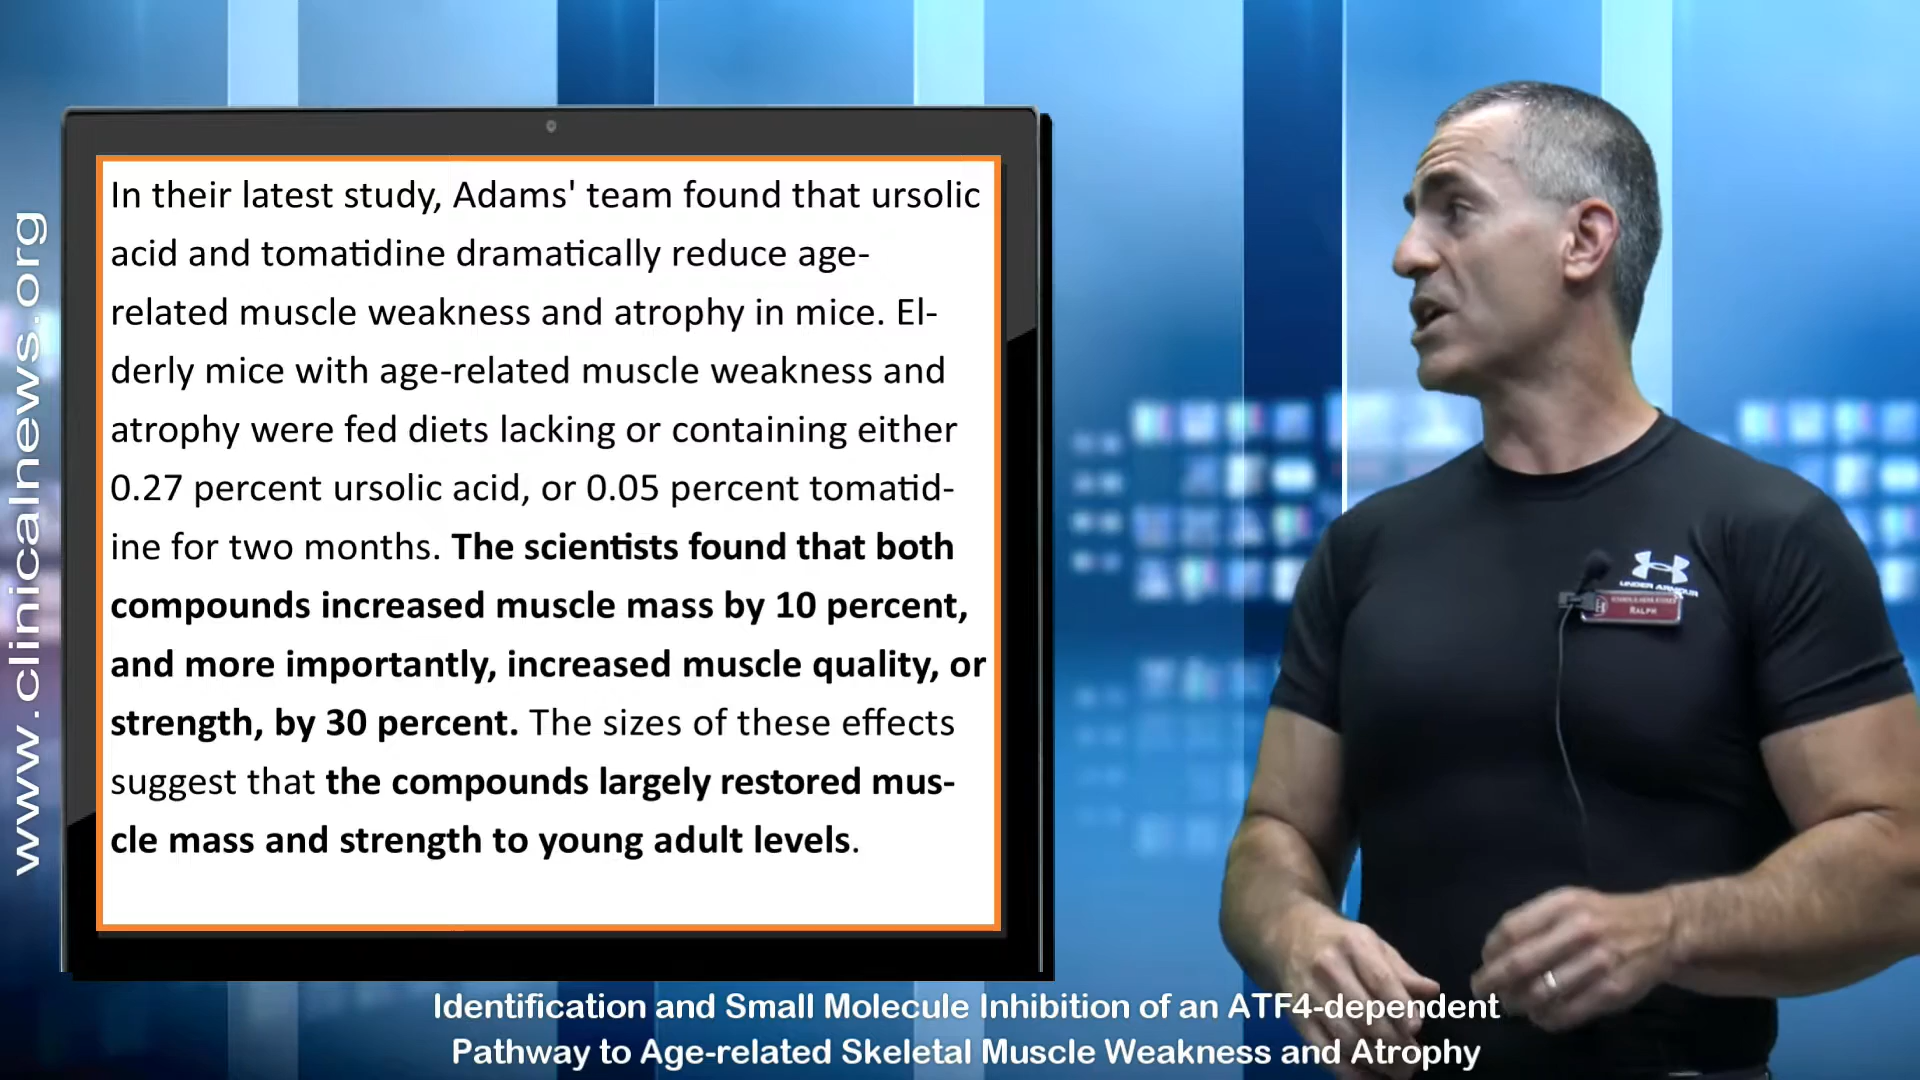 www.clinicalnews.org
In their latest study, Adams' team found that ursolic
acid and tomatidine dramatically reduce age-
related muscle weakness and atrophy in mice. El-
derly mice with age-related muscle weakness and
atrophy were fed diets lacking or containing either
0.27 percent ursolic acid, or 0.05 percent tomatid-
ine for two months. The scientists found that both
compounds increased muscle mass by 10 percent,
and more importantly, increased muscle quality, or
strength, by 30 percent. The sizes of these effects
suggest that the compounds largely restored mus-
cle mass and strength to young adult levels.
UNDER ARMOUR
RALPH
Identification and Small Molecule Inhibition of an ATF4-dependent
Pathway to Age-related Skeletal Muscle Weakness and Atrophy